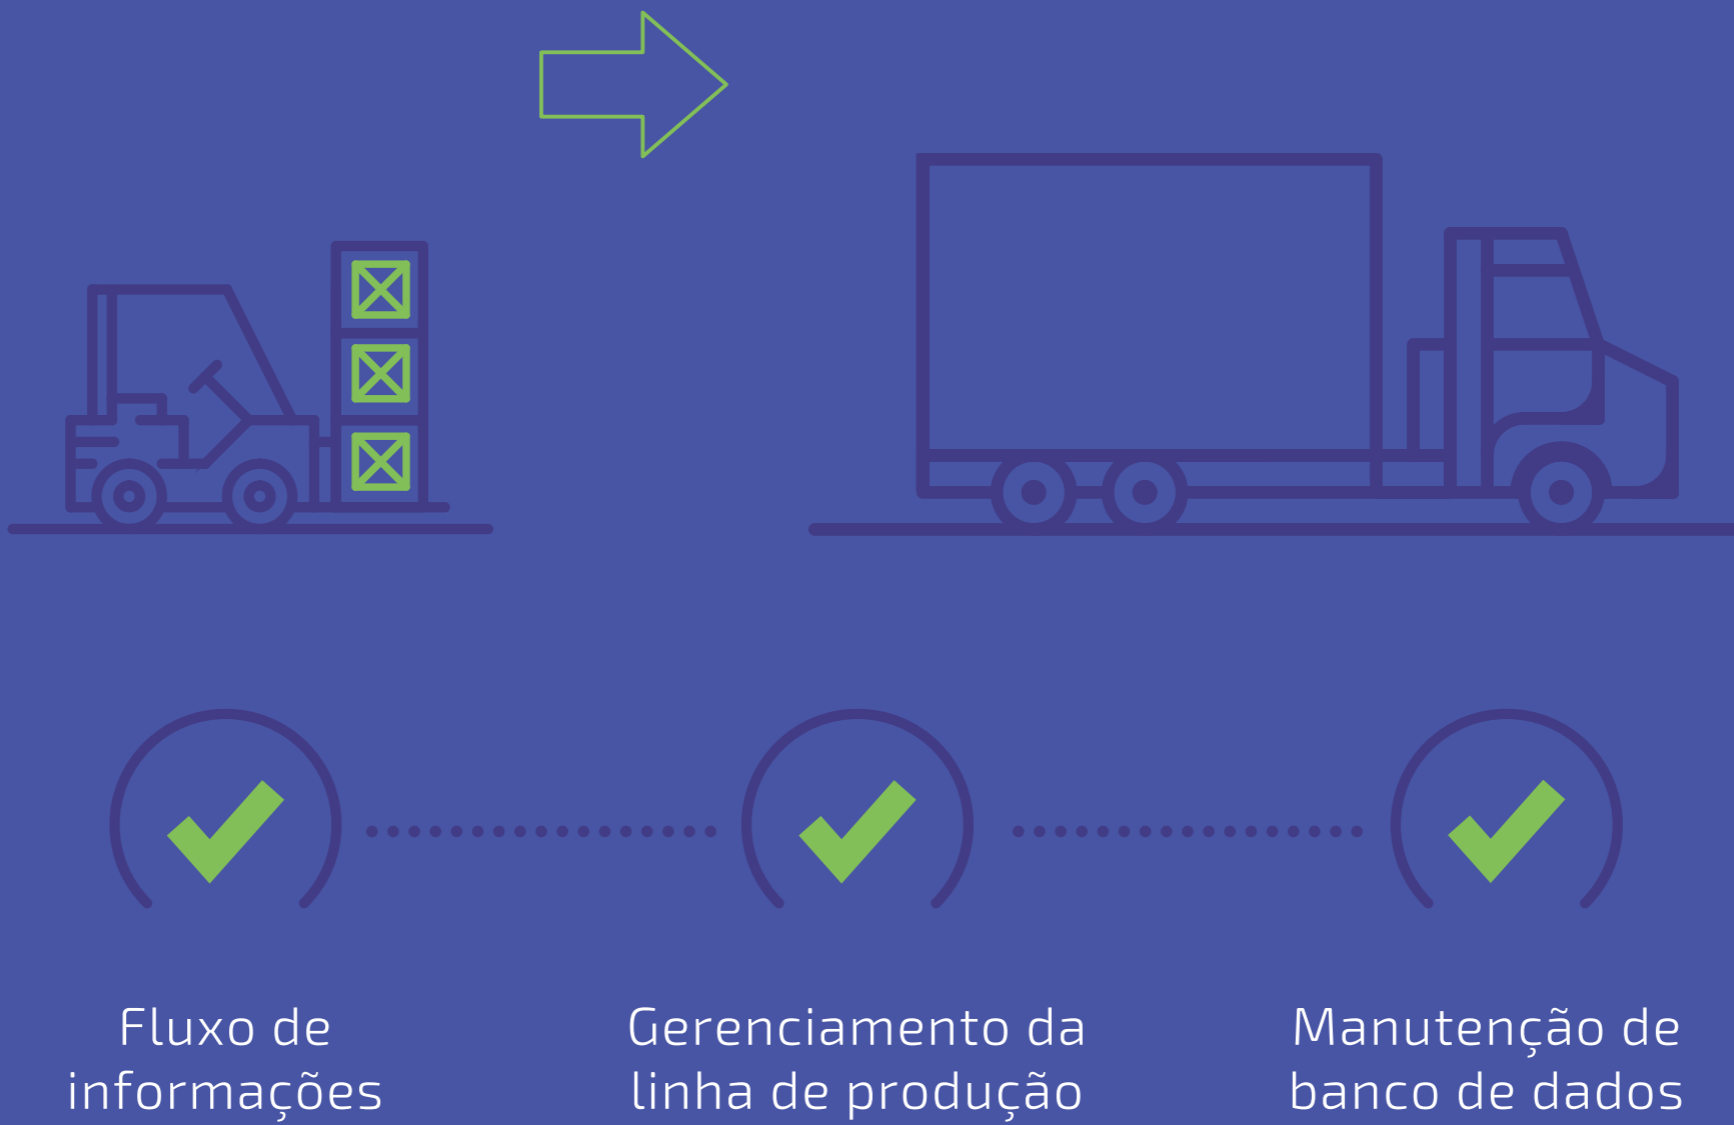 Fluxo de
informações
Gerenciamento da
linha de produção
Manutenção de
banco de dados